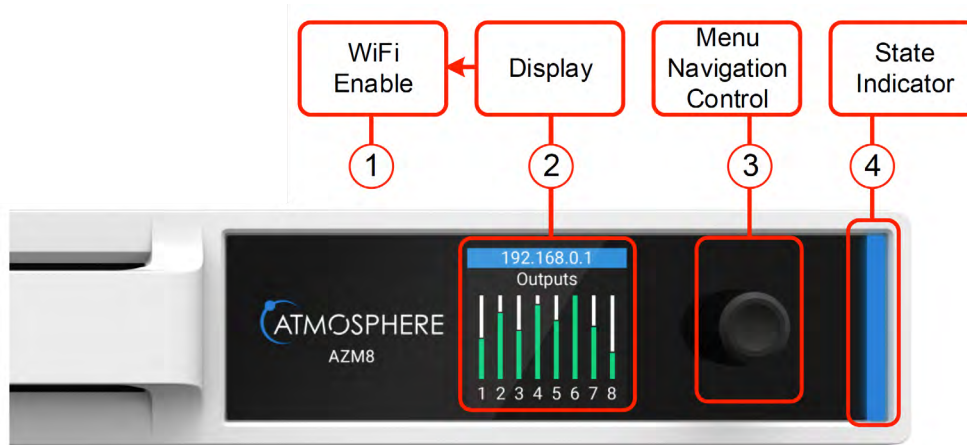 WiFi
Enable
Display
Menu
Navigation
Control
State
Indicator
1
2
3
4
192.168.0.1
Outputs
ATMOSPHERE
AZM8
1 2 3 4 5 6 7 8